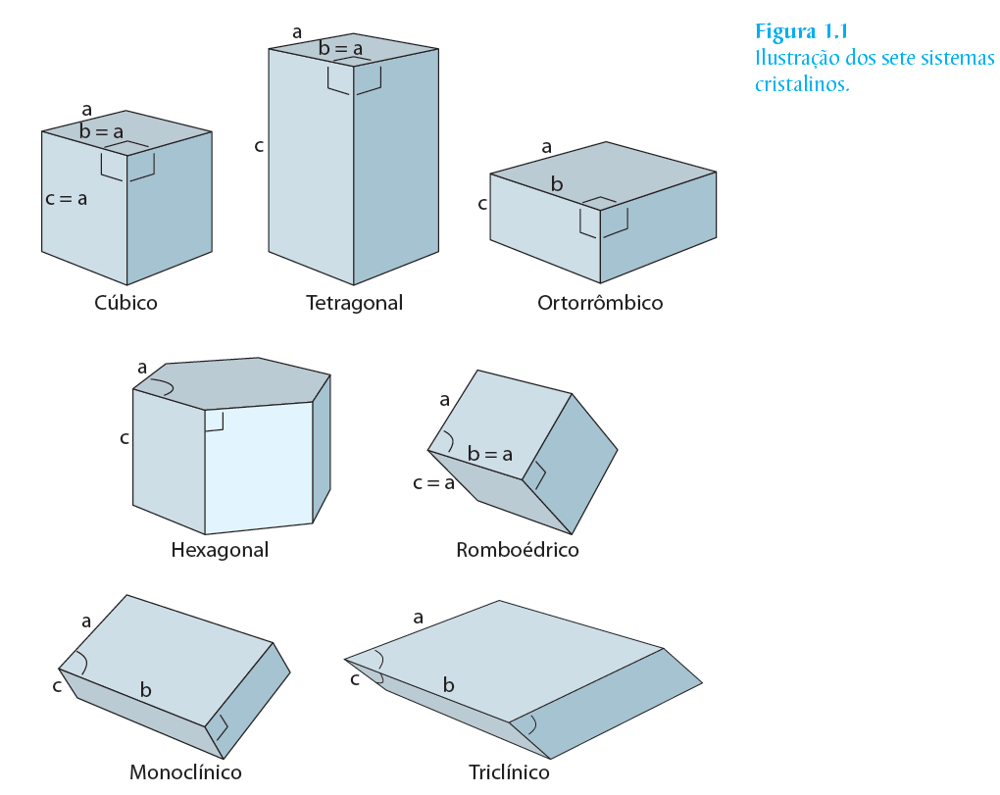 Figura 1.1
Ilustração dos sete sistemas
cristalinos.
a
b = a
c = a
Cúbico
a
b = a
c
Tetragonal
a
b
c
Ortorrômbico
a
c
Hexagonal
a
b = a
c = a
Romboédrico
a
b
c
Monoclínico
a
b
c
Triclínico